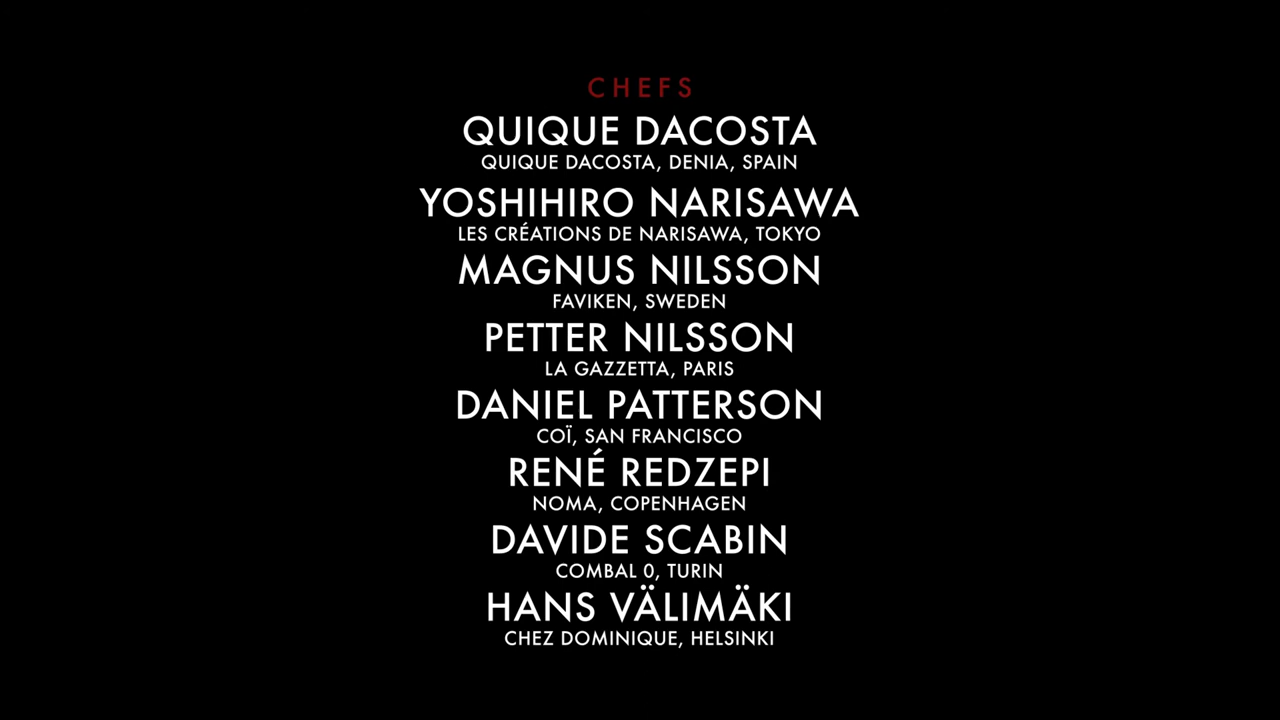 CHEFS
QUIQUE DACOSTA
QUIQUE DACOSTA, DENIA, SPAIN
YOSHIHIRO NARISAWA
LES CRÉATIONS DE NARISAWA, TOKYO
MAGNUS NILSSON
FAVIKEN, SWEDEN
PETTER NILSSON
LA GAZZETTA, PARIS
DANIEL PATTERSON
COÏ, SAN FRANCISCO
RENÉ REDZEPI
NOMA, COPENHAGEN
DAVIDE SCABIN
COMBAL 0, TURIN
HANS VÄLIMÄKI
CHEZ DOMINIQUE, HELSINKI